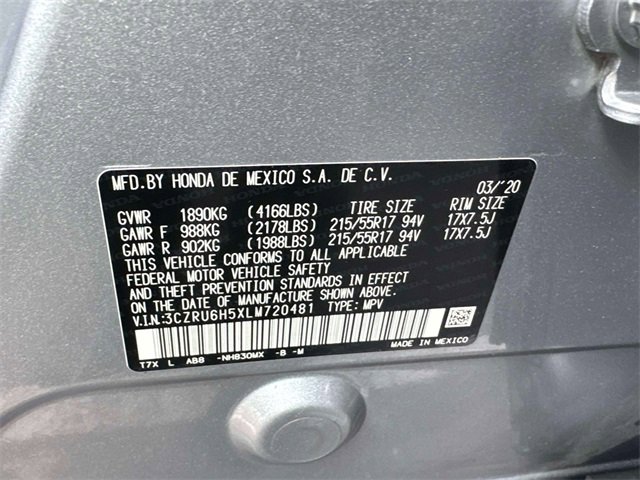 MFD.BY HONDA DE MEXICO S.A. DE C.V. 03/'20
GVWR 1890KG (4166LBS) TIRE SIZE RIM SIZE
GAWR F 988KG (2178LBS) 215/55R17 94V 17X7.5J
GAWR R 902KG (1988LBS) 215/55R17 94V 17X7.5J
THIS VEHICLE CONFORMS TO ALL APPLICABLE
FEDERAL MOTOR VEHICLE SAFETY
AND THEFT PREVENTION STANDARDS IN EFFECT
ON THE DATE OF MANUFACTURE SHOWN ABOVE.
V.I.N.:3CZRU6H5XLM720481 TYPE: MPV
T7X L ABB -NH830MX -B -M MADE IN MEXICO